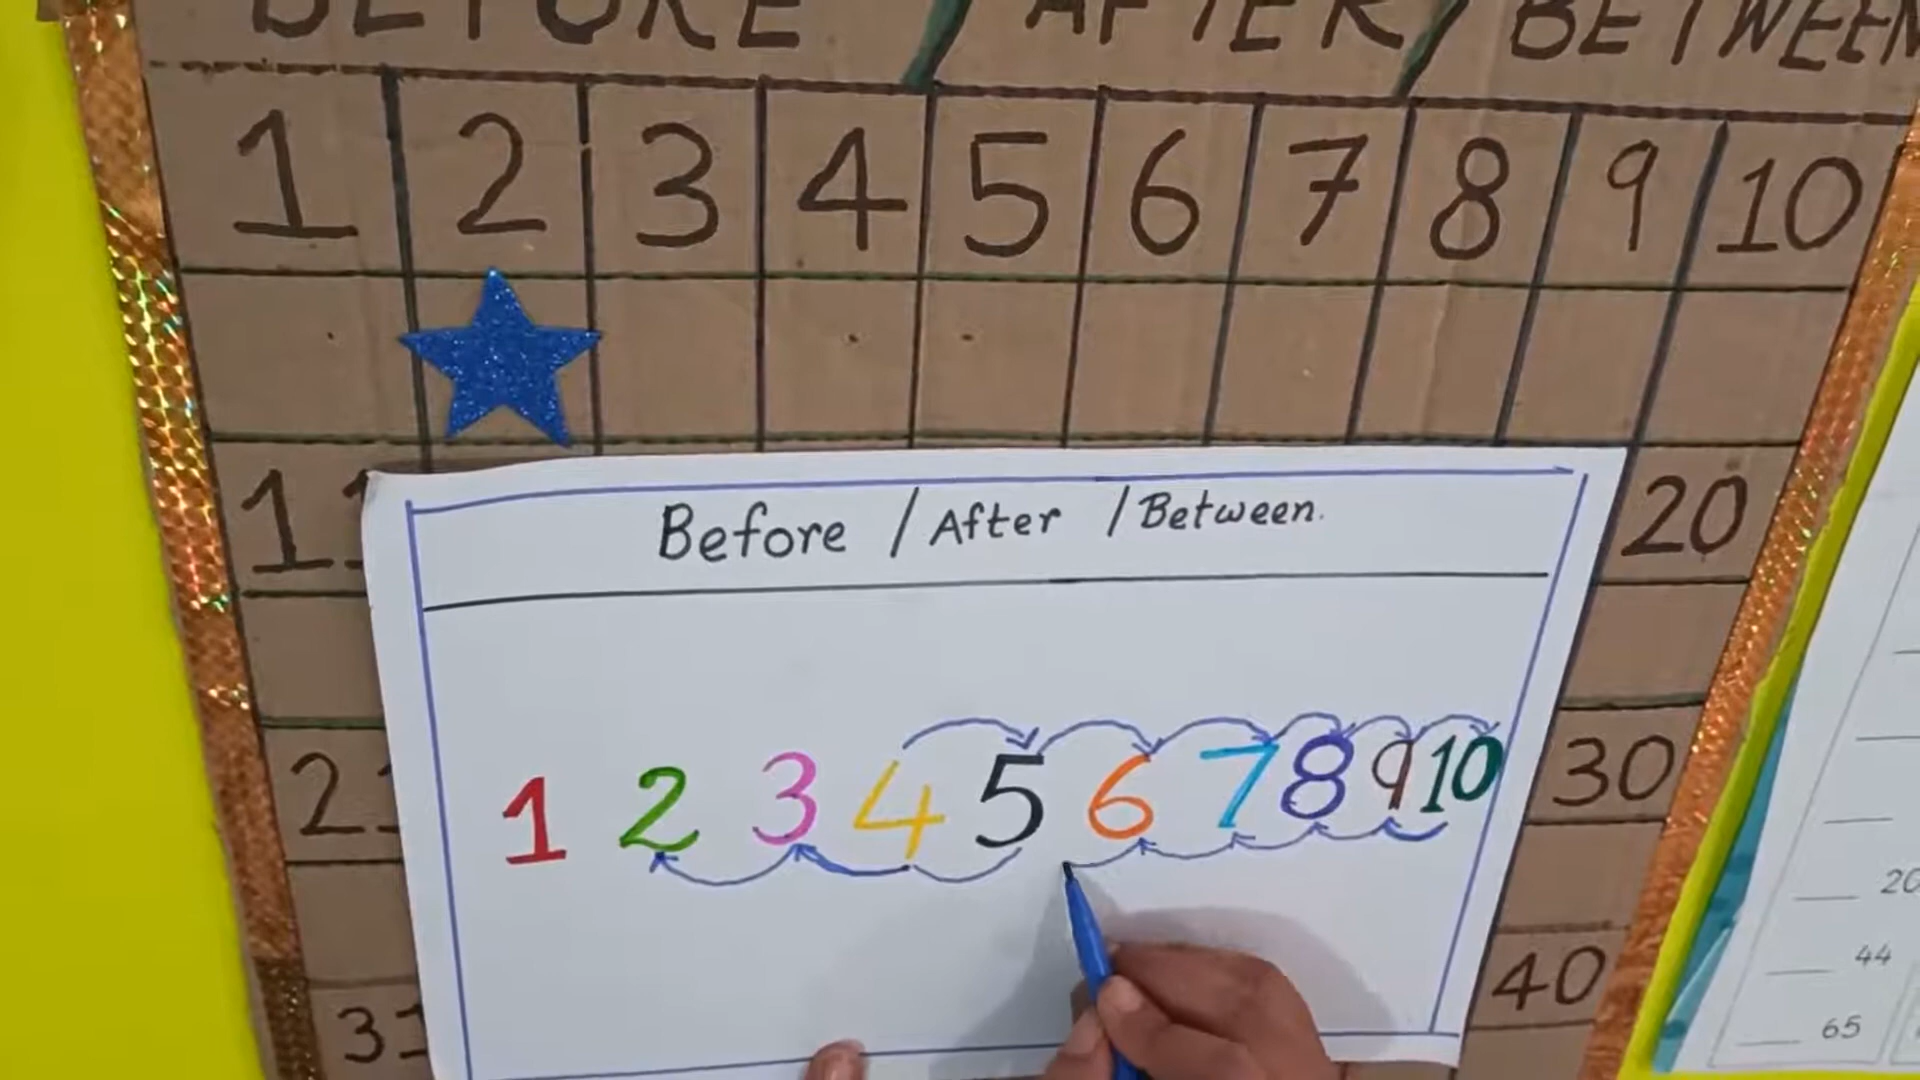 BEFORE / AFTER / BETWEEN
1 2 3 4 5 6 7 8 9 10
20
Before / After / Between.
1 2 3 4 5 6 7 8 9 10
30
40
31
20
44
65